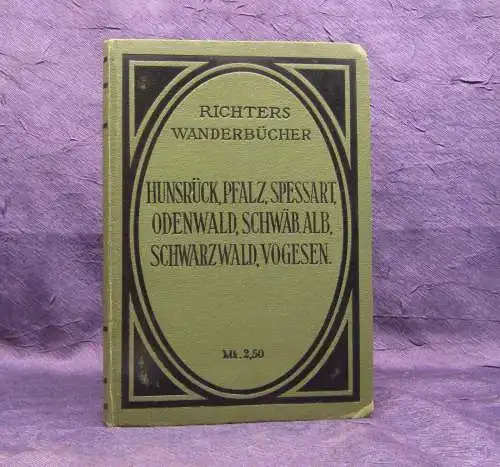 RICHTERS
WANDERBÜCHER
HUNSRÜCK, PFALZ, SPESSART,
ODENWALD, SCHWÄB. ALB,
SCHWARZWALD, VOGESEN.
Mk. 2,50